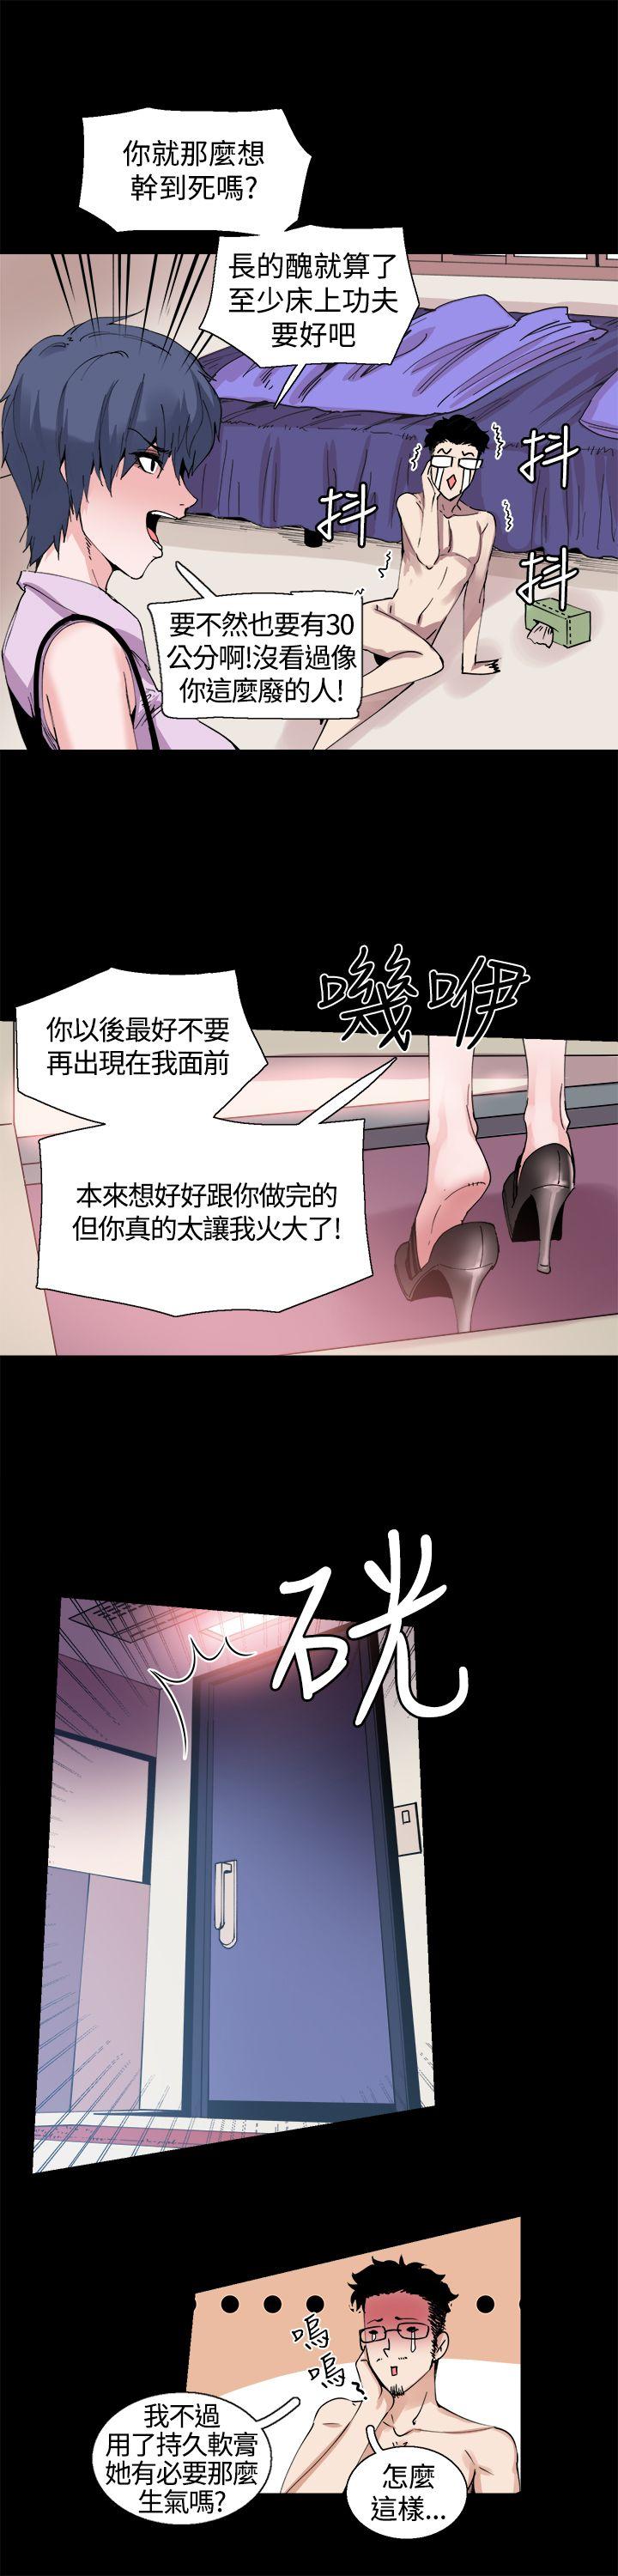 你就那麼想
幹到死嗎?
長的醜就算了
至少床上功夫
要好吧
抖
抖
抖
要不然也要有30
公分啊!沒看過像
你這麼廢的人!
嘰咿
你以後最好不要
再出現在我面前
本來想好好跟你做完的
但你真的太讓我火大了!
硄
嗚
嗚
我不過
用了持久軟膏
她有必要那麼
生氣嗎?
怎麼
這樣...